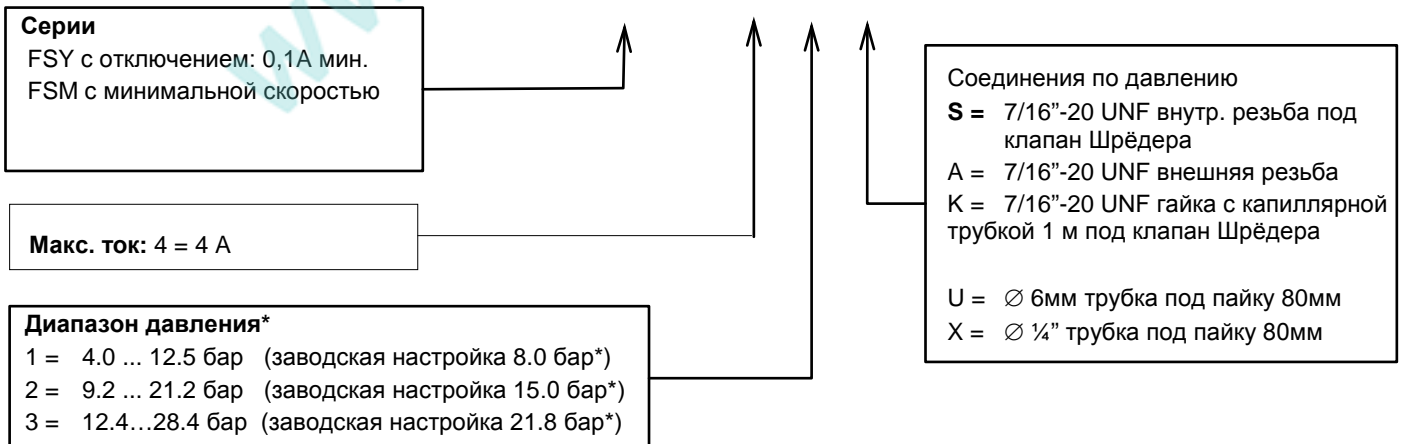 Серии
FSY с отключением: 0,1А мин.
FSM с минимальной скоростью
Макс. ток: 4 = 4 А
Диапазон давления*
1 = 4.0 ... 12.5 бар (заводская настройка 8.0 бар*)
2 = 9.2 ... 21.2 бар (заводская настройка 15.0 бар*)
3 = 12.4…28.4 бар (заводская настройка 21.8 бар*)
Соединения по давлению
S = 7/16”-20 UNF внутр. резьба под
клапан Шрёдера
A = 7/16”-20 UNF внешняя резьба
K = 7/16”-20 UNF гайка с капиллярной
трубкой 1 м под клапан Шрёдера
U = ∅ 6мм трубка под пайку 80мм
X = ∅ ¼” трубка под пайку 80мм